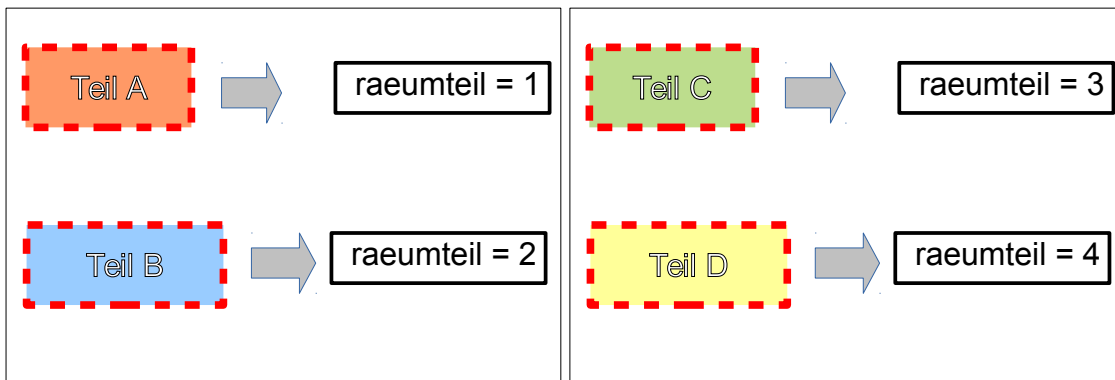 Teil A
raeumteil = 1
Teil B
raeumteil = 2
Teil C
raeumteil = 3
Teil D
raeumteil = 4